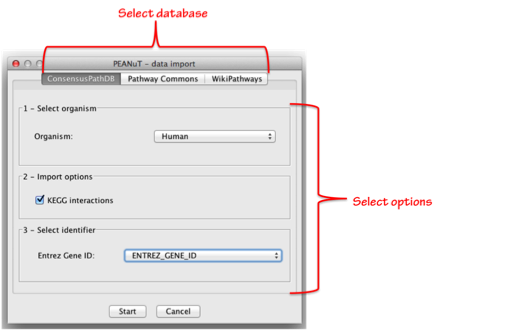 Select database
PEANuT - data import
ConsensusPathDB Pathway Commons WikiPathways
1 - Select organism
Organism: Human
2 - Import options
KEGG interactions
Select options
3 - Select identifier
Entrez Gene ID: ENTREZ_GENE_ID
Start Cancel